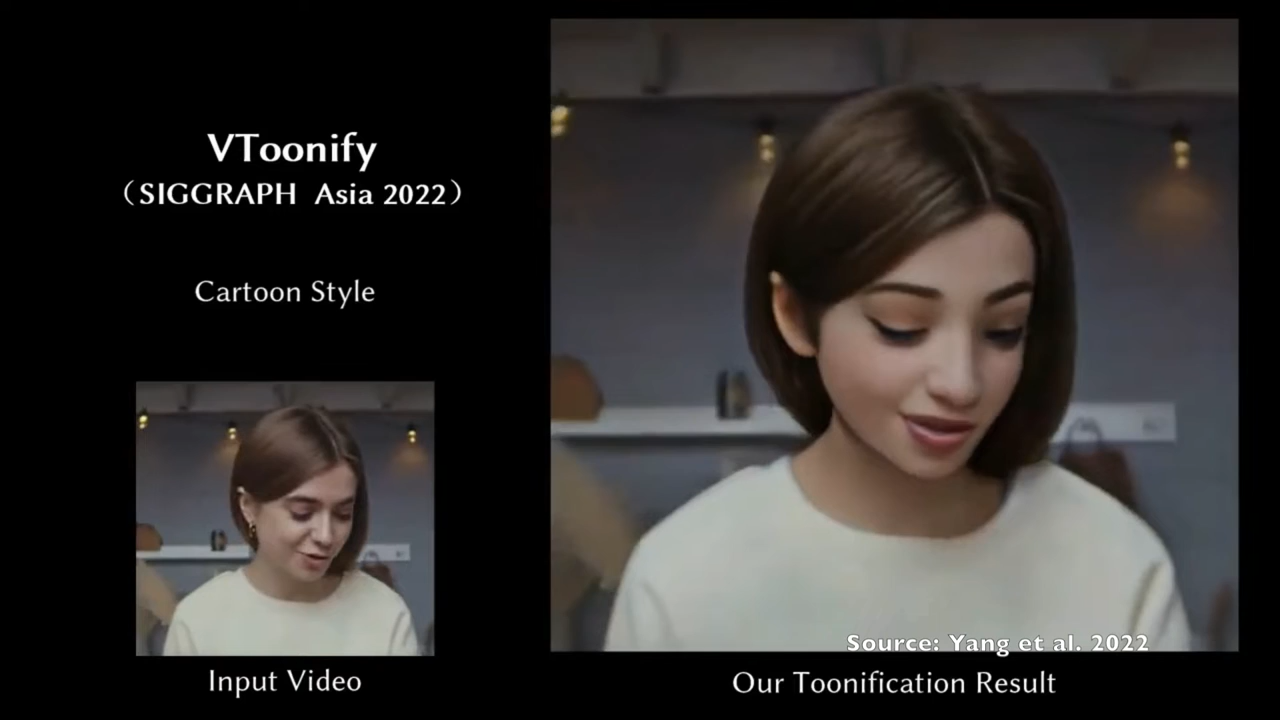 VToonify
（SIGGRAPH Asia 2022）
Cartoon Style
Input Video
Source: Yang et al. 2022
Our Toonification Result